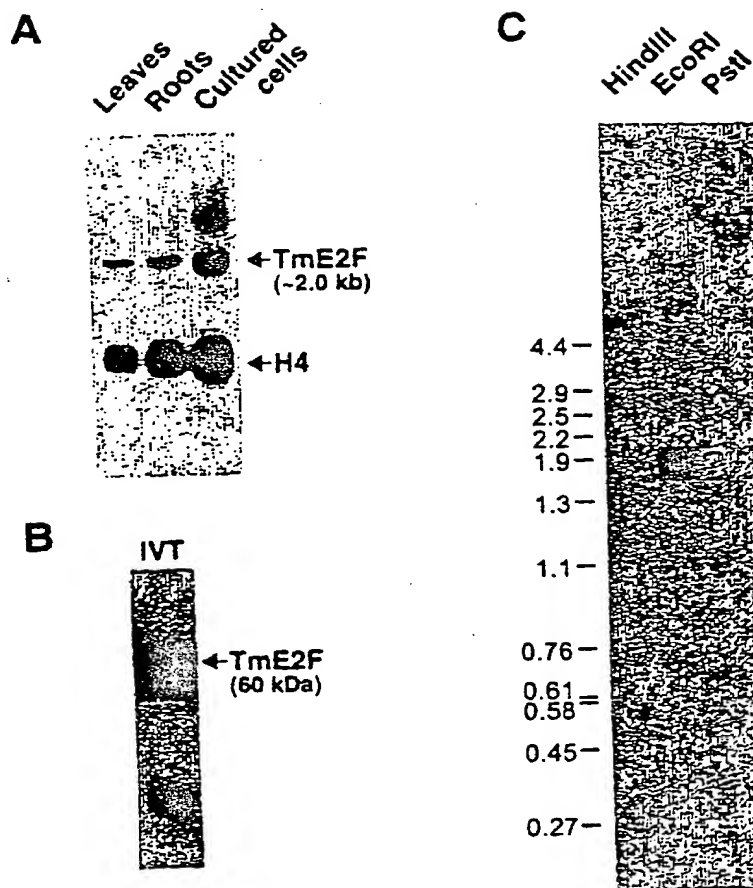 A
Leaves
Roots
Cultured cells
←TmE2F
(~2.0 kb)
←H4
B
IVT
←TmE2F
(60 kDa)
C
HindIII
EcoRI
PstI
4.4
2.9
2.5
2.2
1.9
1.3
1.1
0.76
0.61
0.58
0.45
0.27